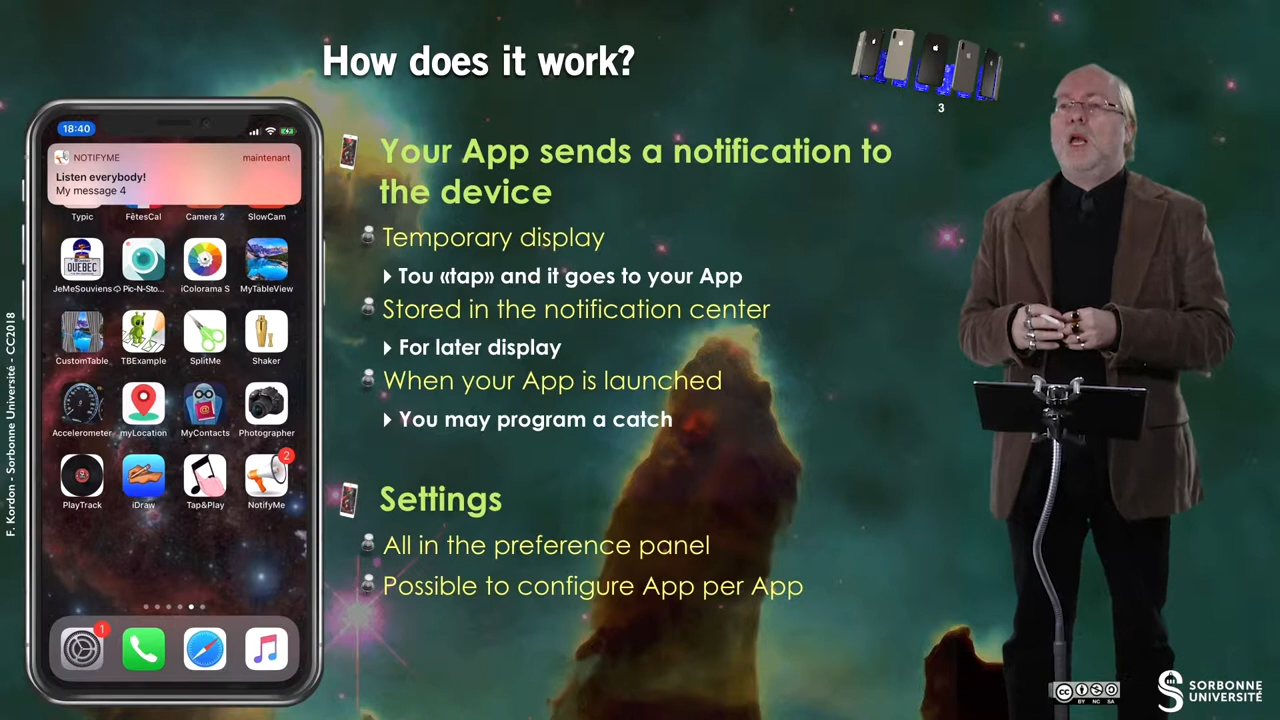 How does it work?
3
Your App sends a notification to
the device
Temporary display
Tou «tap» and it goes to your App
Stored in the notification center
For later display
When your App is launched
You may program a catch
Settings
All in the preference panel
Possible to configure App per App
18:40
NOTIFYME maintenant
Listen everybody!
My message 4
Typic FêtesCal Camera 2 SlowCam
QUEBEC
JeMeSouviens Pic-N-Sto... iColorama S MyTableView
CustomTable TBExample SplitMe Shaker
Accelerometer myLocation MyContacts Photographer
2
PlayTrack iDraw Tap&Play NotifyMe
1
F. Kordon - Sorbonne Université - CC2018
CC BY NC SA
SORBONNE
UNIVERSITÉ